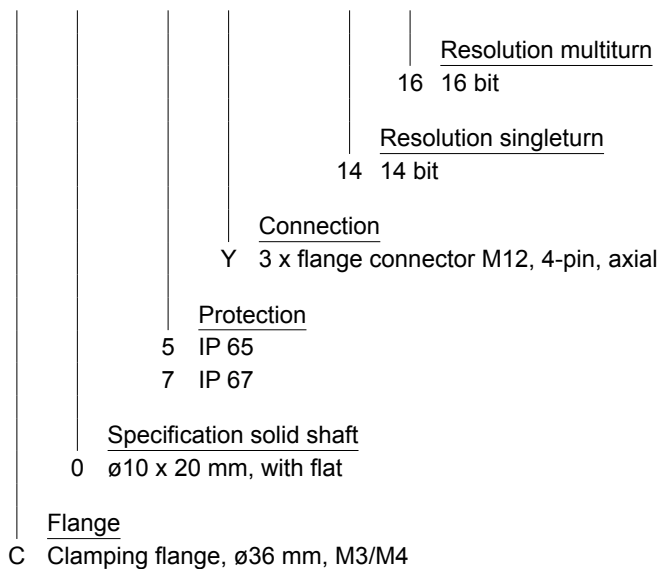 Resolution multiturn
16 16 bit
Resolution singleturn
14 14 bit
Connection
Y 3 x flange connector M12, 4-pin, axial
Protection
5 IP 65
7 IP 67
Specification solid shaft
0 ø10 x 20 mm, with flat
Flange
C Clamping flange, ø36 mm, M3/M4